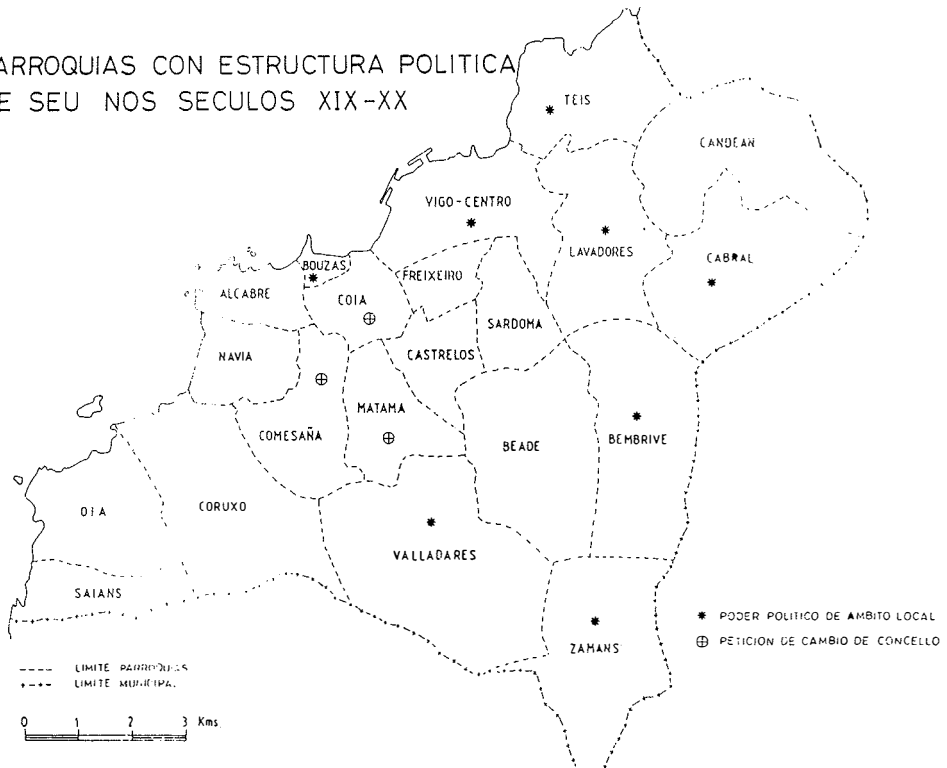 ARROQUIAS CON ESTRUCTURA POLITICA
E SEU NOS SECULOS XIX-XX
TEIS
CANDEAN
VIGO-CENTRO
LAVADORES
CABRAL
BOUZAS
FREIXEIRO
ALCABRE
COIA
SARDOMA
NAVIA
CASTRELOS
MATAMA
COMESAÑA
BEADE
BEMBRIVE
OIA
CORUXO
VALLADARES
SAIANS
ZAMANS
PODER POLITICO DE AMBITO LOCAL
PETICION DE CAMBIO DE CONCELLO
LIMITE PARROQUIAS
LIMITE MUNICIPAL
0 1 2 3 Kms.